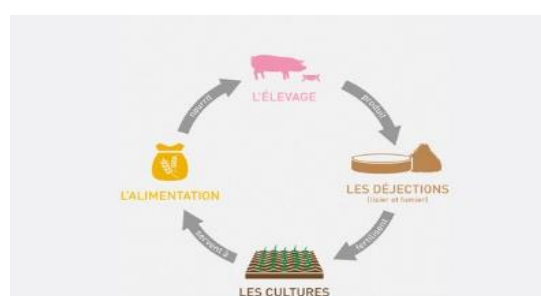 L'ÉLEVAGE
produit
LES DÉJECTIONS
(lisier et fumier)
fertilisent
LES CULTURES
servent à
L'ALIMENTATION
nourrit